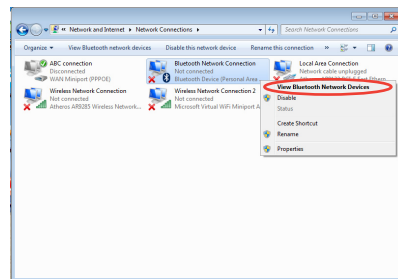 « Network and Internet ▸ Network Connections ▸
Search Network Connections
Organize ▾ View Bluetooth network devices Disable this network device Rename this connection »
ABC connection
Disconnected
WAN Miniport (PPPOE)
Bluetooth Network Connection
Not connected
Bluetooth Device (Personal Area
Local Area Connection
Network cable unplugged
Wireless Network Connection
Not connected
Atheros AR9285 Wireless Network...
Wireless Network Connection 2
Not connected
Microsoft Virtual WiFi Miniport A
View Bluetooth Network Devices
Disable
Status
Create Shortcut
Rename
Properties